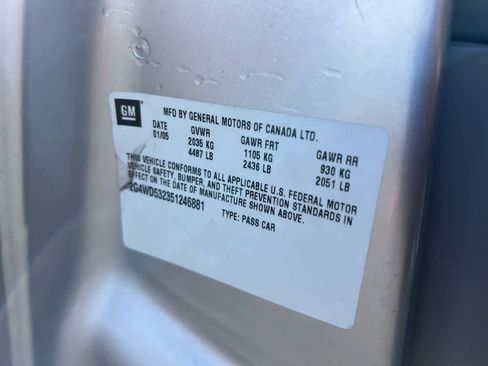 GM
MFD BY GENERAL MOTORS OF CANADA LTD.
DATE GVWR GAWR FRT GAWR RR
01/05 2035 KG 1105 KG 930 KG
4487 LB 2436 LB 2051 LB
THIS VEHICLE CONFORMS TO ALL APPLICABLE U.S. FEDERAL MOTOR
VEHICLE SAFETY, BUMPER, AND THEFT PREVENTION STANDARDS IN
EFFECT ON THE DATE OF MANUFACTURE SHOWN ABOVE.
2G4WD532351246881 TYPE: PASS CAR